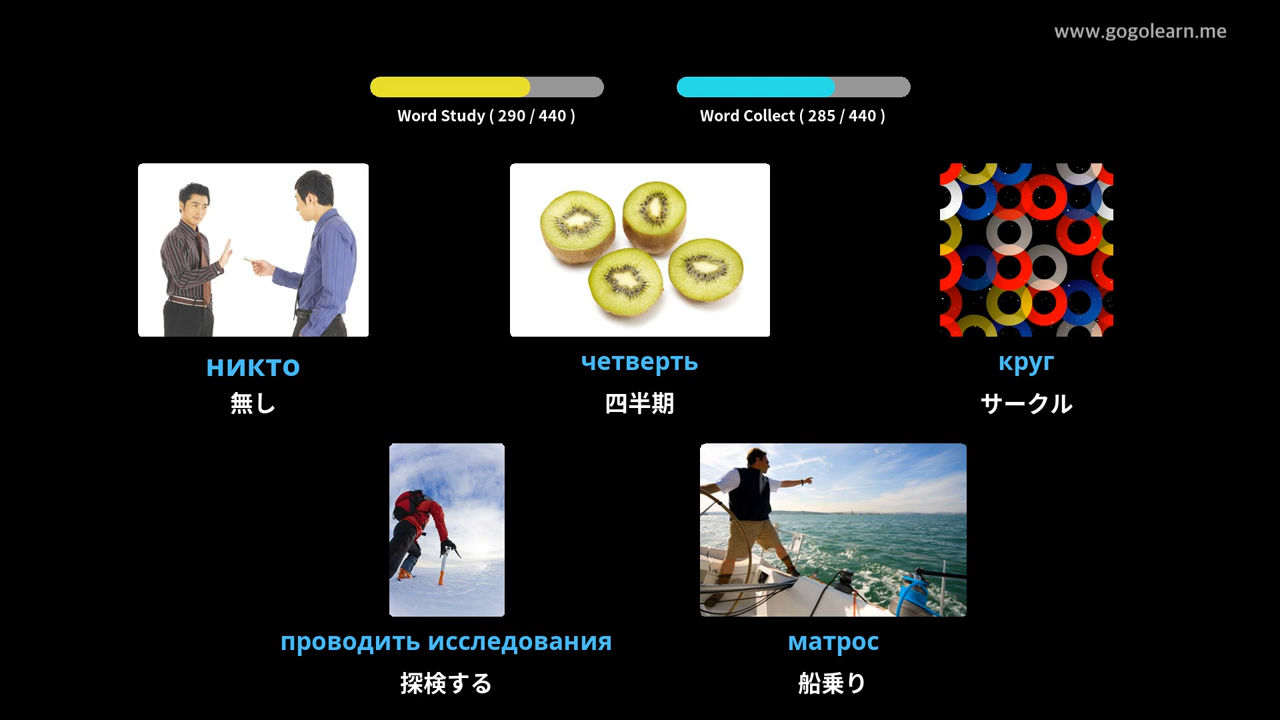 www.gogolearn.me
Word Study ( 290 / 440 )
Word Collect ( 285 / 440 )
никто
無し
четверть
四半期
круг
サークル
проводить исследования
探検する
матрос
船乗り